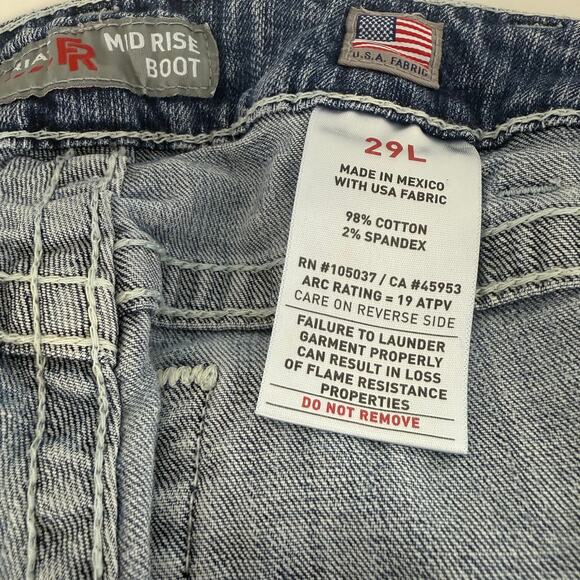 FR MID RISE
BOOT
U.S.A. FABRIC
29L
MADE IN MEXICO
WITH USA FABRIC
98% COTTON
2% SPANDEX
RN #105037 / CA #45953
ARC RATING = 19 ATPV
CARE ON REVERSE SIDE
FAILURE TO LAUNDER
GARMENT PROPERLY
CAN RESULT IN LOSS
OF FLAME RESISTANCE
PROPERTIES
DO NOT REMOVE